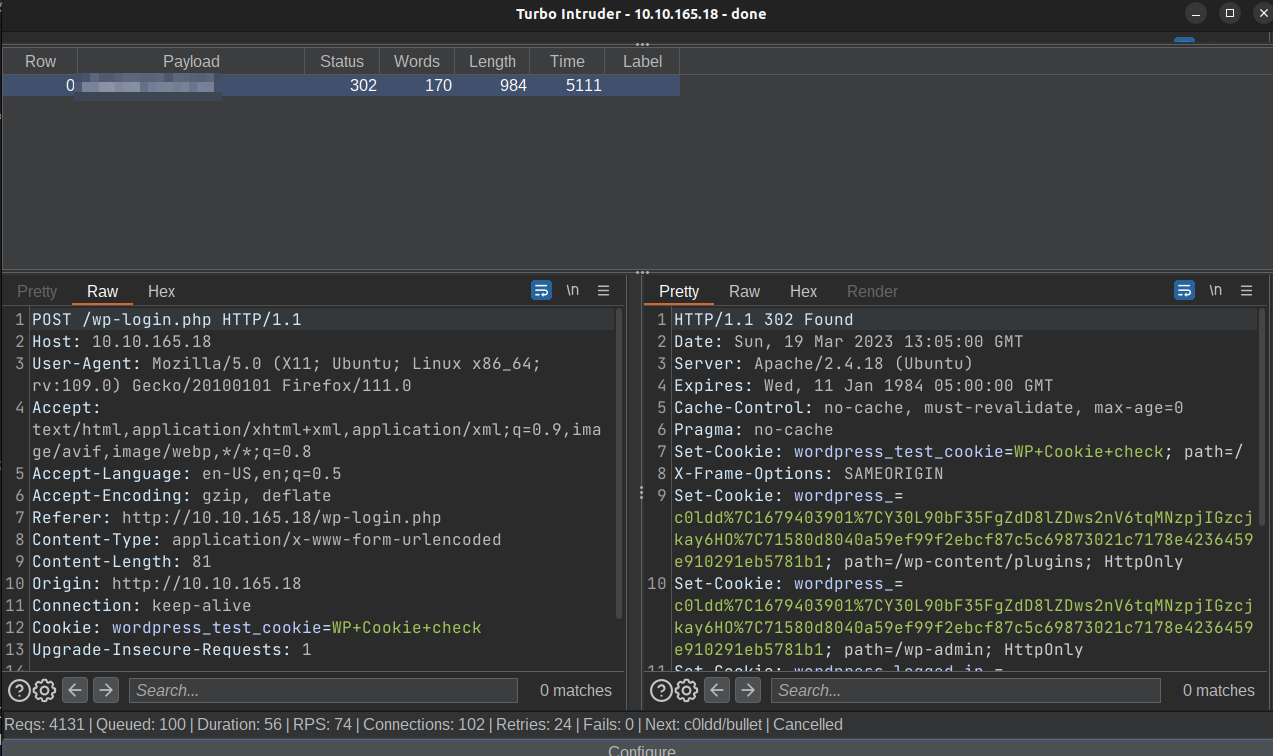 Turbo Intruder - 10.10.165.18 - done
Row Payload Status Words Length Time Label
0 302 170 984 5111
Pretty Raw Hex \n
1 POST /wp-login.php HTTP/1.1
2 Host: 10.10.165.18
3 User-Agent: Mozilla/5.0 (X11; Ubuntu; Linux x86_64;
rv:109.0) Gecko/20100101 Firefox/111.0
4 Accept:
text/html,application/xhtml+xml,application/xml;q=0.9,ima
ge/avif,image/webp,*/*;q=0.8
5 Accept-Language: en-US,en;q=0.5
6 Accept-Encoding: gzip, deflate
7 Referer: http://10.10.165.18/wp-login.php
8 Content-Type: application/x-www-form-urlencoded
9 Content-Length: 81
10 Origin: http://10.10.165.18
11 Connection: keep-alive
12 Cookie: wordpress_test_cookie=WP+Cookie+check
13 Upgrade-Insecure-Requests: 1
14
Search... 0 matches
Pretty Raw Hex Render \n
1 HTTP/1.1 302 Found
2 Date: Sun, 19 Mar 2023 13:05:00 GMT
3 Server: Apache/2.4.18 (Ubuntu)
4 Expires: Wed, 11 Jan 1984 05:00:00 GMT
5 Cache-Control: no-cache, must-revalidate, max-age=0
6 Pragma: no-cache
7 Set-Cookie: wordpress_test_cookie=WP+Cookie+check; path=/
8 X-Frame-Options: SAMEORIGIN
9 Set-Cookie: wordpress_=
c0ldd%7C1679403901%7CY30L90bF35FgZdD8lZDws2nV6tqMNzpjIGzcj
kay6HO%7C71580d8040a59ef99f2ebcf87c5c69873021c7178e4236459
e910291eb5781b1; path=/wp-content/plugins; HttpOnly
10 Set-Cookie: wordpress_=
c0ldd%7C1679403901%7CY30L90bF35FgZdD8lZDws2nV6tqMNzpjIGzcj
kay6HO%7C71580d8040a59ef99f2ebcf87c5c69873021c7178e4236459
e910291eb5781b1; path=/wp-admin; HttpOnly
11 Set-Cookie: wordpress_logged_in_=
Search... 0 matches
Reqs: 4131 | Queued: 100 | Duration: 56 | RPS: 74 | Connections: 102 | Retries: 24 | Fails: 0 | Next: c0ldd/bullet | Cancelled
Configure